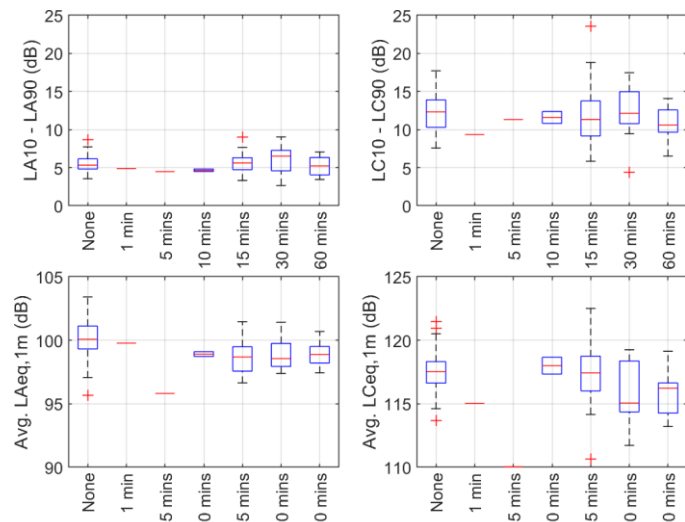 LA10 - LA90 (dB)
25
20
15
10
5
0
None
1 min
5 mins
10 mins
15 mins
30 mins
60 mins
LC10 - LC90 (dB)
25
20
15
10
5
0
None
1 min
5 mins
10 mins
15 mins
30 mins
60 mins
Avg. LAeq,1m (dB)
105
100
95
90
None
1 min
5 mins
0 mins
5 mins
0 mins
0 mins
Avg. LCeq,1m (dB)
125
120
115
110
None
1 min
5 mins
0 mins
5 mins
0 mins
0 mins